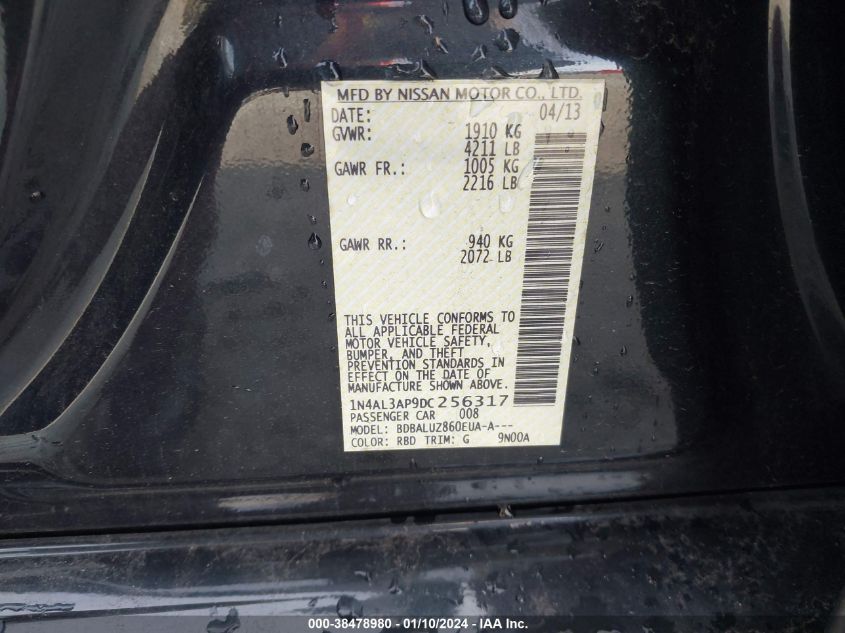 MFD BY NISSAN MOTOR CO., LTD.
DATE: 04/13
GVWR: 1910 KG
4211 LB
GAWR FR.: 1005 KG
2216 LB
GAWR RR.: 940 KG
2072 LB
THIS VEHICLE CONFORMS TO
ALL APPLICABLE FEDERAL
MOTOR VEHICLE SAFETY,
BUMPER, AND THEFT
PREVENTION STANDARDS IN
EFFECT ON THE DATE OF
MANUFACTURE SHOWN ABOVE.
1N4AL3AP9DC256317
PASSENGER CAR 008
MODEL: BDBALUZ860EUA-A---
COLOR: RBD TRIM: G 9N00A
000-38478980 - 01/10/2024 - IAAI.COM